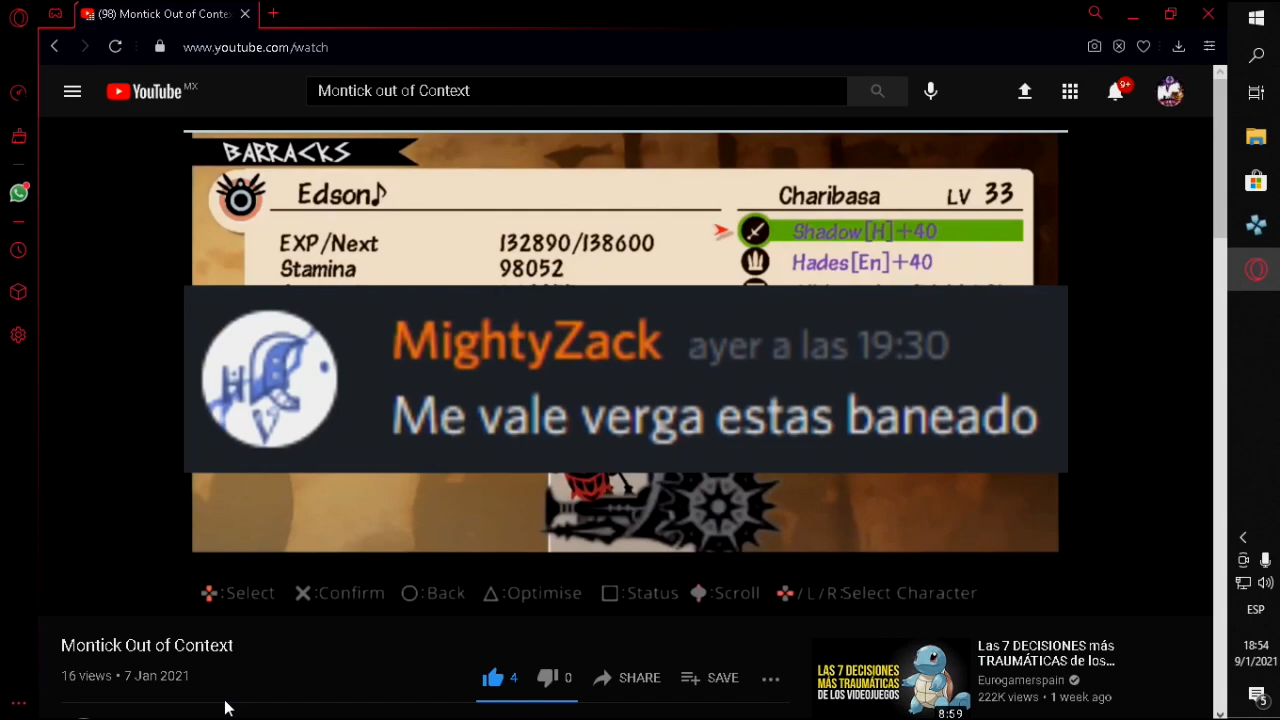 (98) Montick Out of Conte
www.youtube.com/watch
YouTube MX
Montick out of Context
9+
BARRACKS
Edson♪
Charibasa LV 33
EXP/Next 132890/138600
Stamina 98052
Shadow[H]+40
Hades[En]+40
MightyZack ayer a las 19:30
Me vale verga estas baneado
:Select :Confirm :Back :Optimise :Status :Scroll /L/R:Select Character
Montick Out of Context
16 views • 7 Jan 2021
4 0 SHARE SAVE
LAS 7 DECISIONES
MÁS TRAUMÁTICAS
DE LOS VIDEOJUEGOS
8:59
Las 7 DECISIONES más
TRAUMÁTICAS de los...
Eurogamerspain
222K views • 1 week ago
ESP
18:54
9/1/2021
5